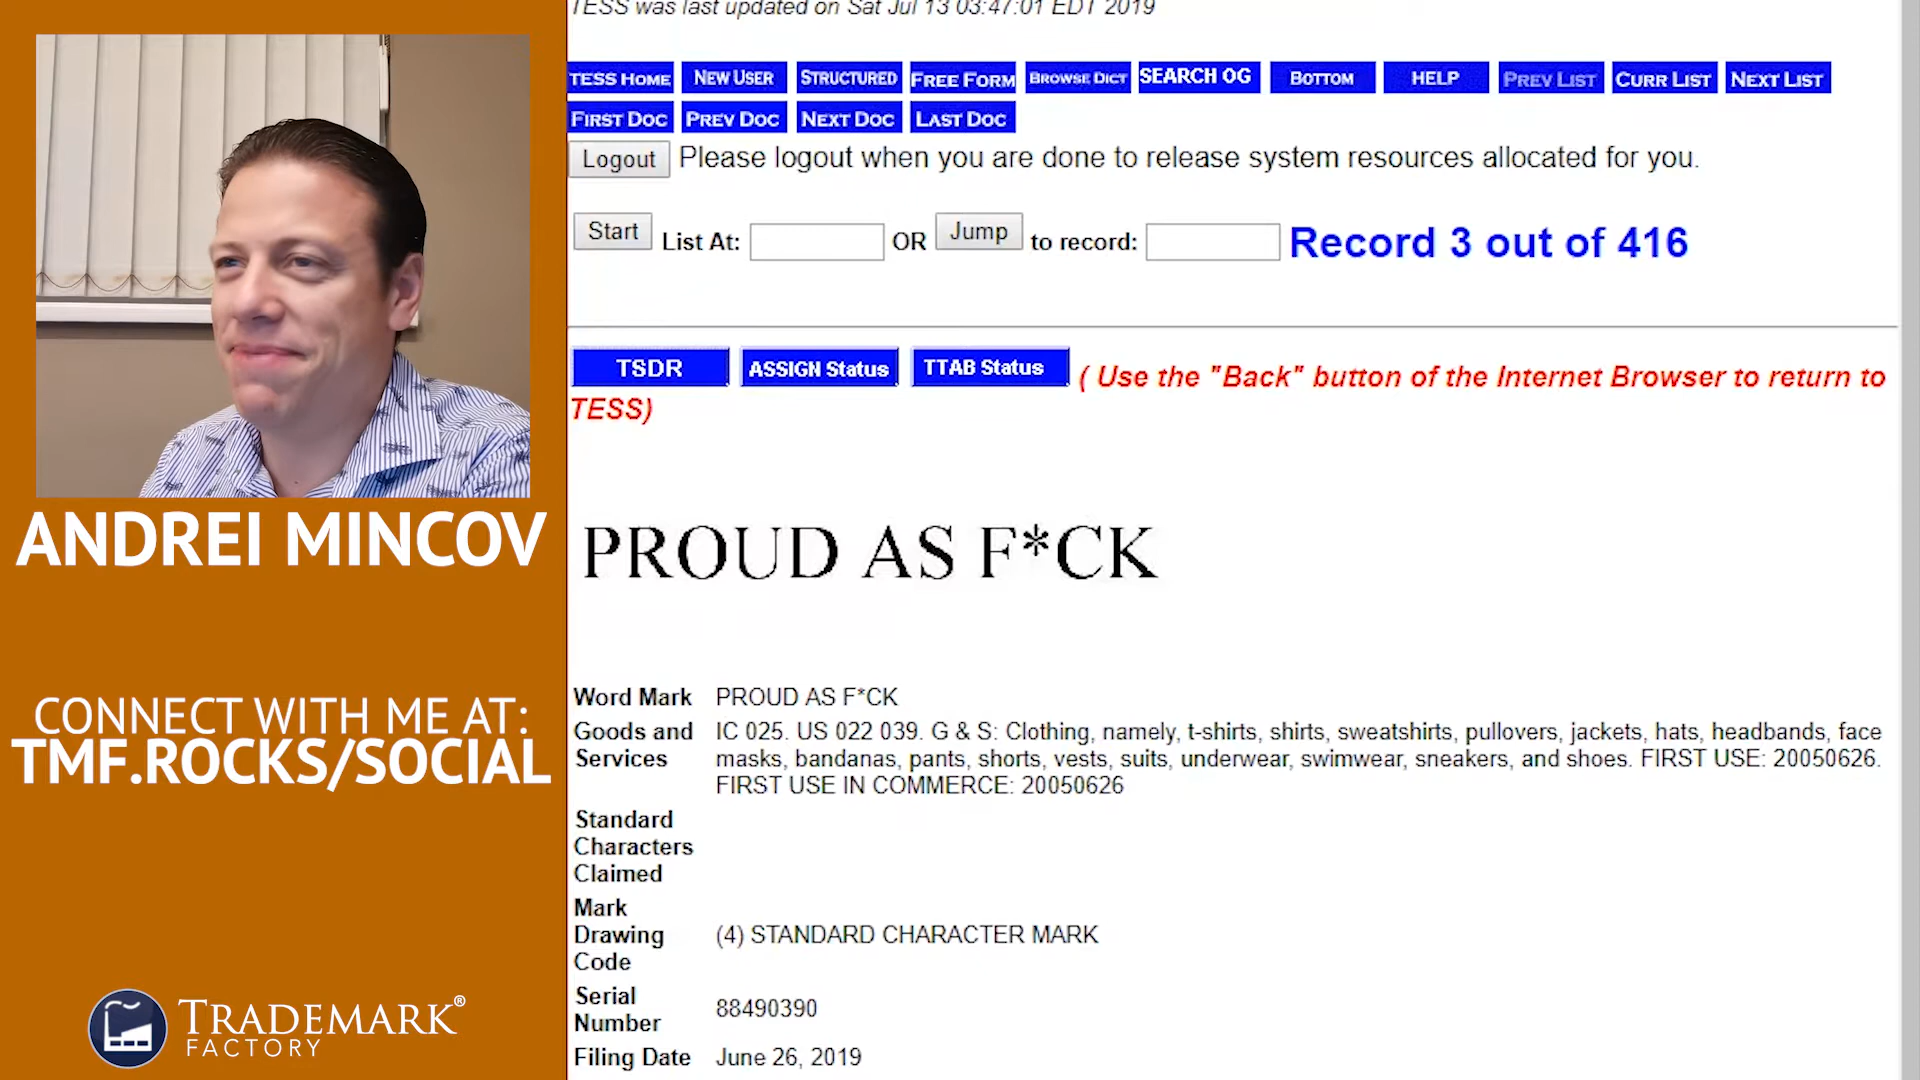 TESS was last updated on Sat Jul 13 03:47:01 EDT 2019
TESS HOME NEW USER STRUCTURED FREE FORM BROWSE DICT SEARCH OG BOTTOM HELP PREV LIST CURR LIST NEXT LIST
FIRST DOC PREV DOC NEXT DOC LAST DOC
Logout Please logout when you are done to release system resources allocated for you.
Start List At: OR Jump to record: Record 3 out of 416
TSDR ASSIGN Status TTAB Status ( Use the "Back" button of the Internet Browser to return to
TESS)
PROUD AS F*CK
Word Mark PROUD AS F*CK
Goods and Services IC 025. US 022 039. G & S: Clothing, namely, t-shirts, shirts, sweatshirts, pullovers, jackets, hats, headbands, face
masks, bandanas, pants, shorts, vests, suits, underwear, swimwear, sneakers, and shoes. FIRST USE: 20050626.
FIRST USE IN COMMERCE: 20050626
Standard
Characters
Claimed
Mark
Drawing (4) STANDARD CHARACTER MARK
Code
Serial
Number 88490390
Filing Date June 26, 2019
ANDREI MINCOV
CONNECT WITH ME AT:
TMF.ROCKS/SOCIAL
TRADEMARK®
FACTORY